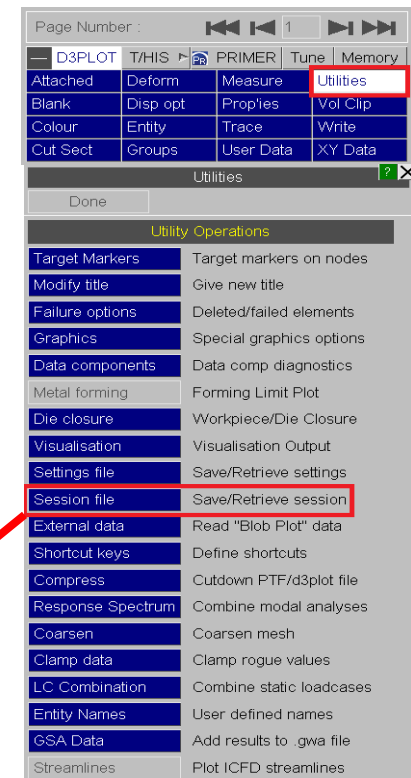 Page Number : 1
D3PLOT T/HIS PR PRIMER Tune Memory
Attached Deform Measure Utilities
Blank Disp opt Prop'ies Vol Clip
Colour Entity Trace Write
Cut Sect Groups User Data XY Data
Utilities ? X
Done
Utility Operations
Target Markers Target markers on nodes
Modify title Give new title
Failure options Deleted/failed elements
Graphics Special graphics options
Data components Data comp diagnostics
Metal forming Forming Limit Plot
Die closure Workpiece/Die Closure
Visualisation Visualisation Output
Settings file Save/Retrieve settings
Session file Save/Retrieve session
External data Read "Blob Plot" data
Shortcut keys Define shortcuts
Compress Cutdown PTF/d3plot file
Response Spectrum Combine modal analyses
Coarsen Coarsen mesh
Clamp data Clamp rogue values
LC Combination Combine static loadcases
Entity Names User defined names
GSA Data Add results to .gwa file
Streamlines Plot ICFD streamlines